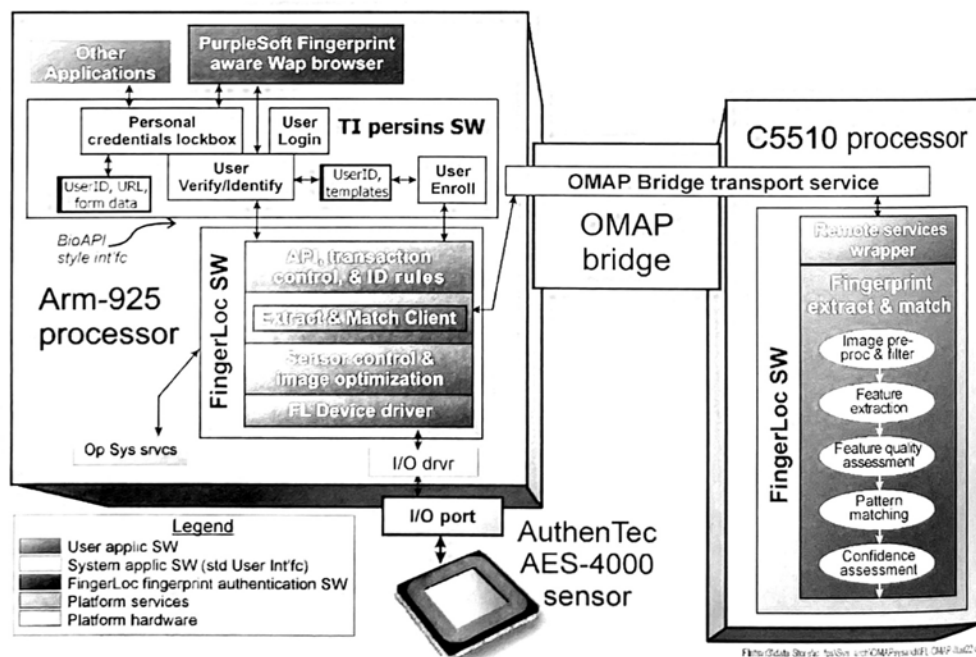 Other
Applications
PurpleSoft Fingerprint
aware Wap browser
Personal
credentials lockbox
User
Login
TI persins SW
User
Verify/Identify
UserID, URL,
form data
UserID,
templates
User
Enroll
BioAPI
style int'fc
Arm-925
processor
FingerLoc SW
API, transaction
control, & ID rules
Extract & Match Client
Sensor control &
image optimization
FL Device driver
Op Sys srvcs
I/O drvr
I/O port
AuthenTec
AES-4000
sensor
OMAP Bridge transport service
OMAP
bridge
C5510 processor
Remote services
wrapper
Fingerprint
extract & match
FingerLoc SW
Image pre-
proc & filter
Feature
extraction
Feature quality
assessment
Pattern
matching
Confidence
assessment
Legend
User applic SW
System applic SW (std User Int'fc)
FingerLoc fingerprint authentication SW
Platform services
Platform hardware